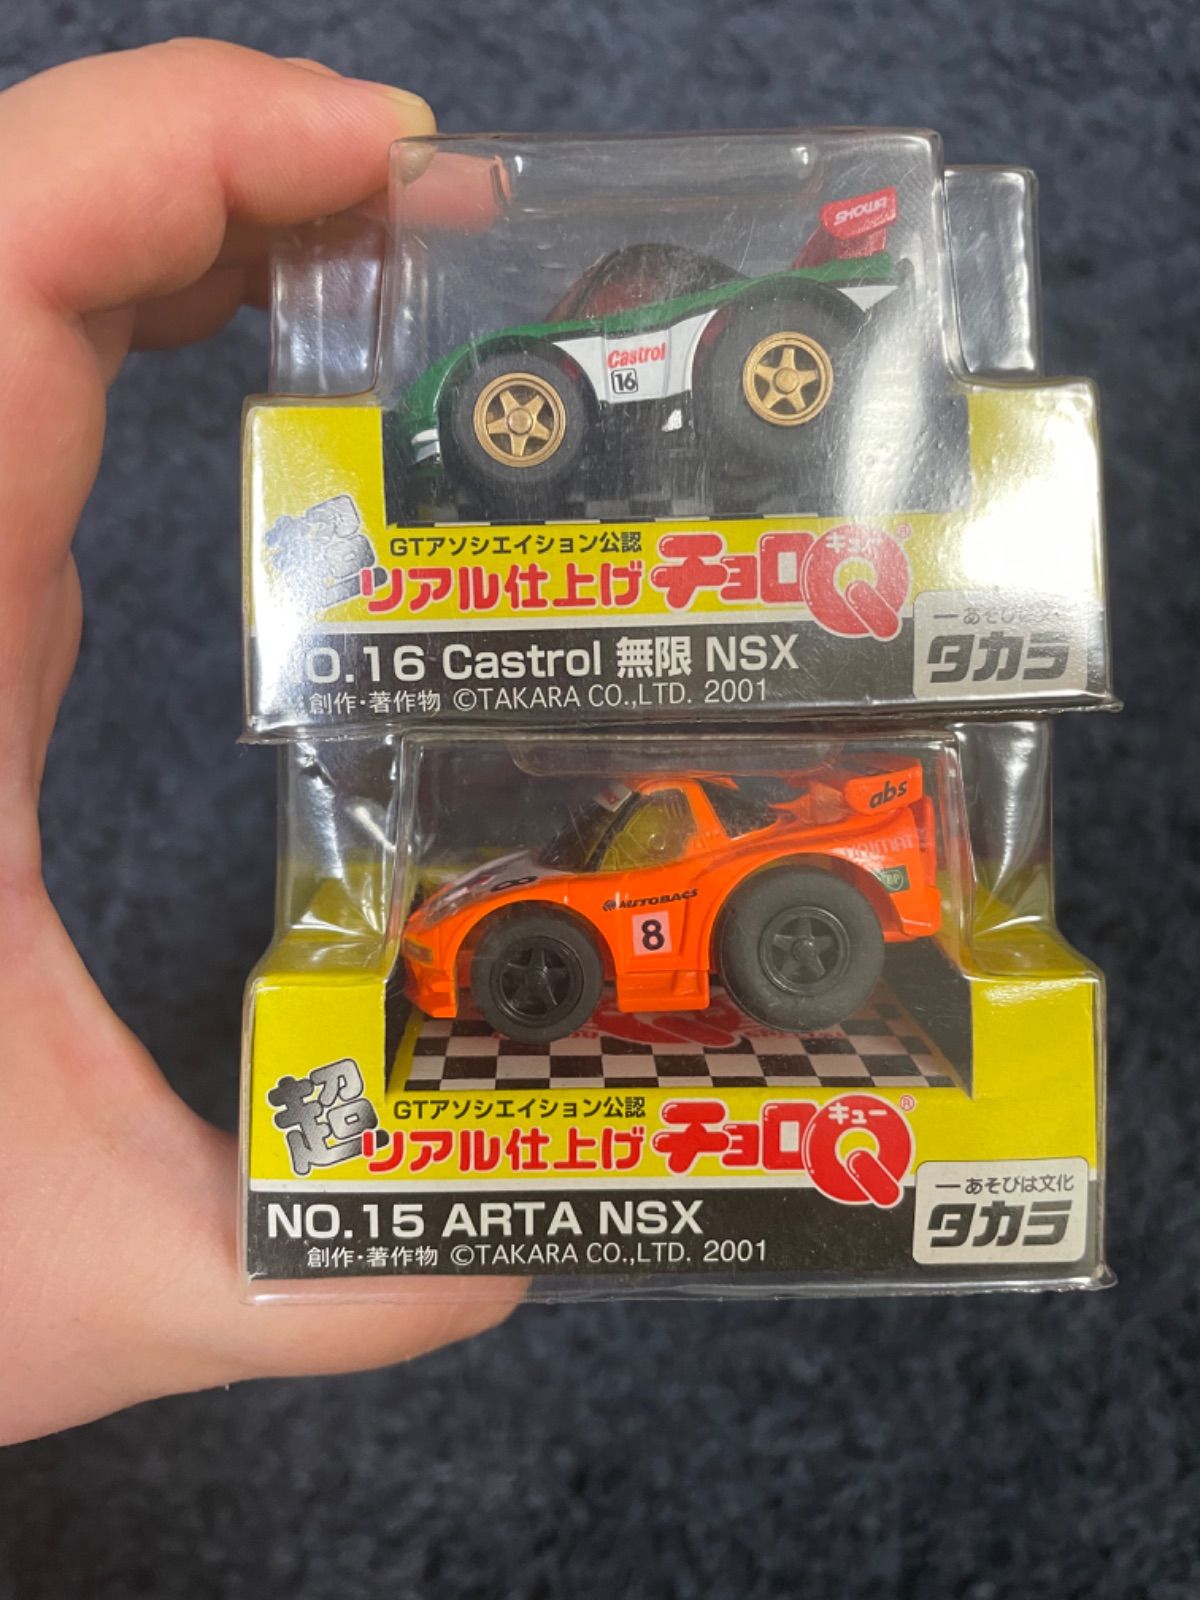 SHOWA
Castrol
16
超
GTアソシエイション公認
リアル仕上げ チョロQ
キュー
®
O.16 Castrol 無限 NSX
創作・著作物 ©TAKARA CO.,LTD. 2001
あそびは文
タカラ
abs
BP
8
AUTOBACS
8
超
GTアソシエイション公認
リアル仕上げ チョロQ
キュー
®
NO.15 ARTA NSX
創作・著作物 ©TAKARA CO.,LTD. 2001
あそびは文化
タカラ